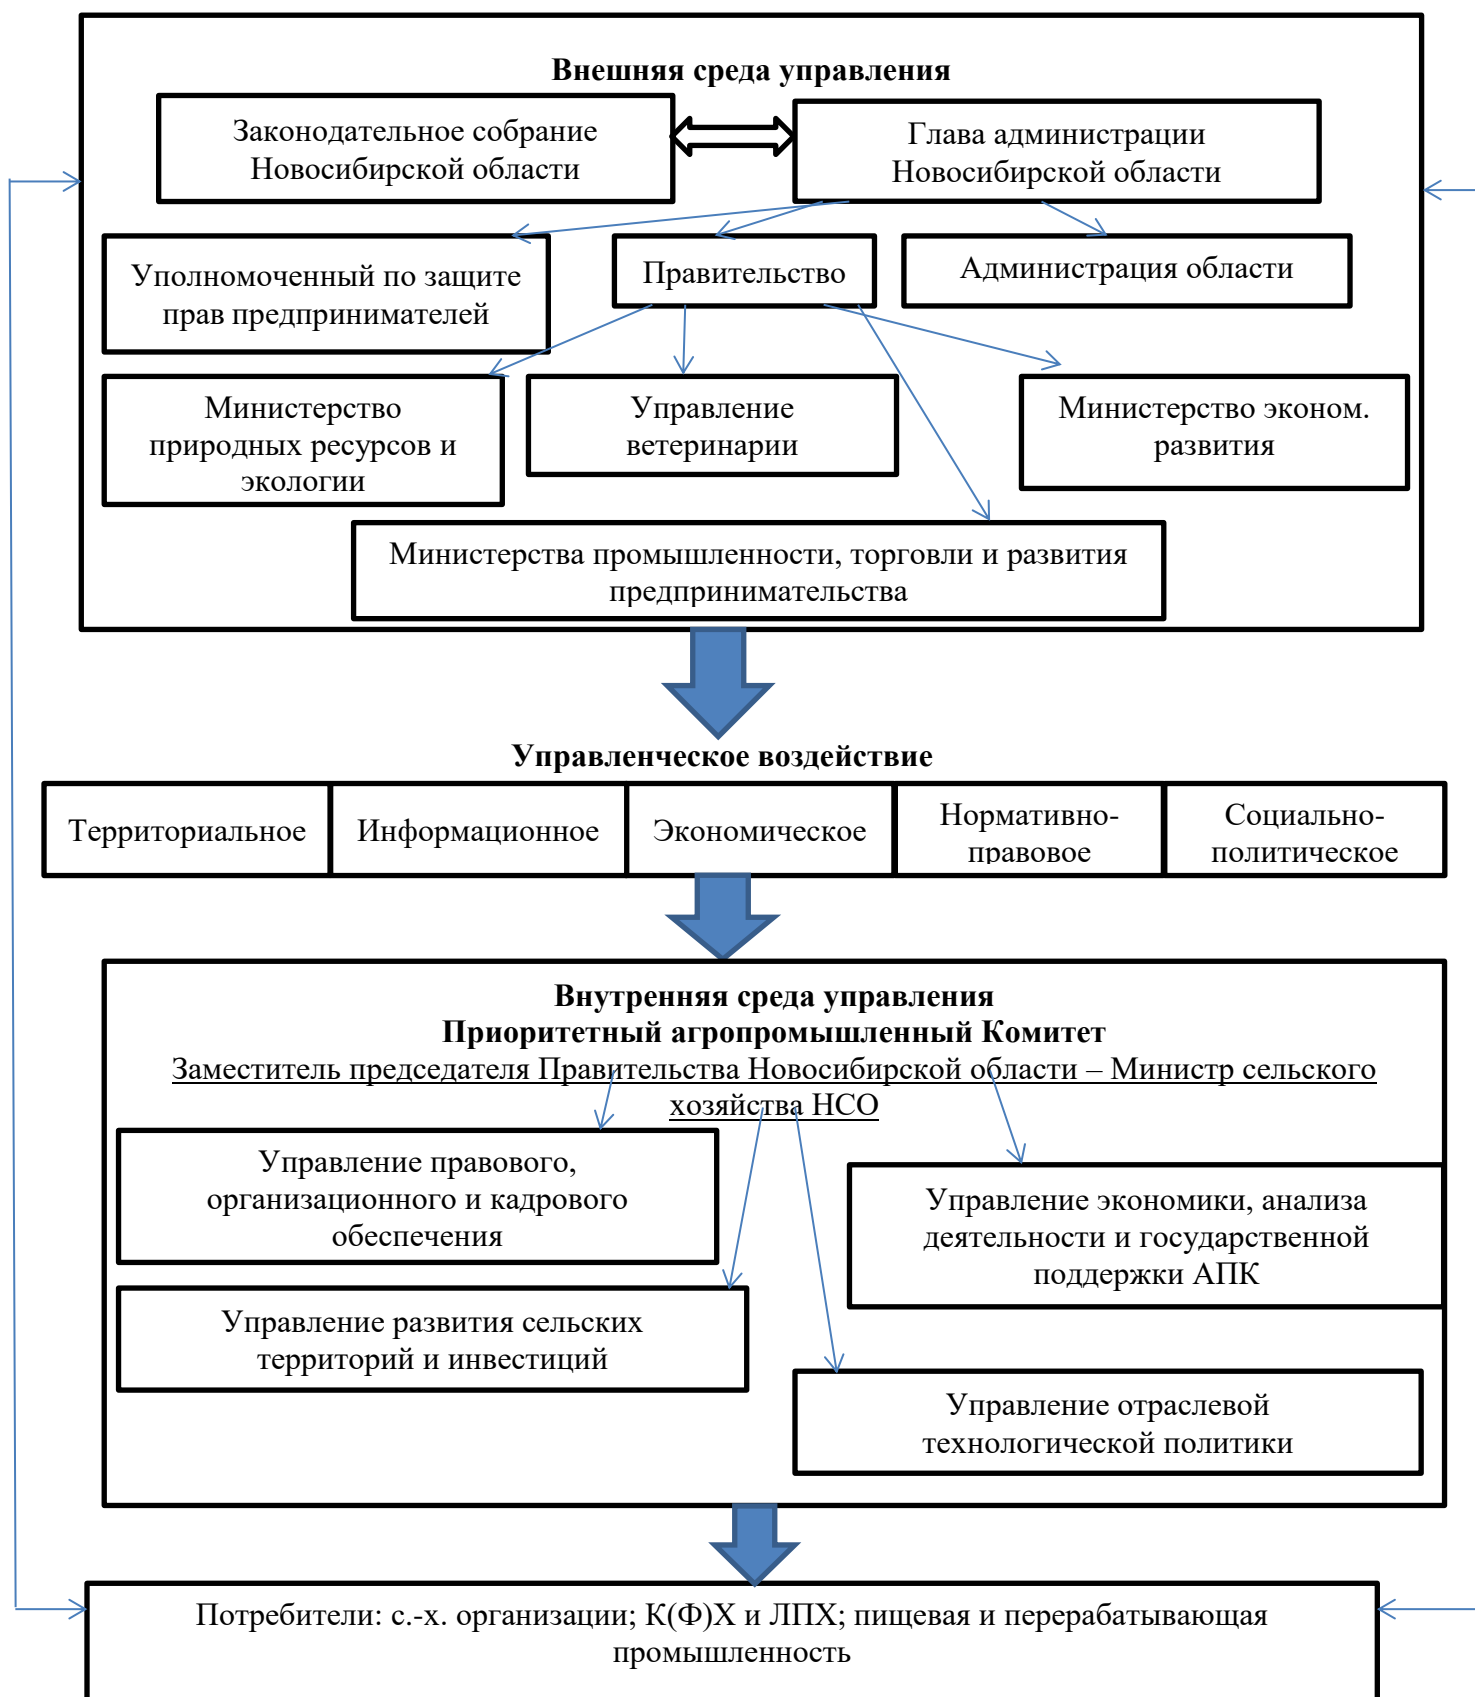 Внешняя среда управления
Законодательное собрание
Новосибирской области
Глава администрации
Новосибирской области
Уполномоченный по защите
прав предпринимателей
Правительство
Администрация области
Министерство
природных ресурсов и
экологии
Управление
ветеринарии
Министерство эконом.
развития
Министерства промышленности, торговли и развития
предпринимательства
Управленческое воздействие
Территориальное
Информационное
Экономическое
Нормативно-
правовое
Социально-
политическое
Внутренняя среда управления
Приоритетный агропромышленный Комитет
Заместитель председателя Правительства Новосибирской области – Министр сельского
хозяйства НСО
Управление правового,
организационного и кадрового
обеспечения
Управление экономики, анализа
деятельности и государственной
поддержки АПК
Управление развития сельских
территорий и инвестиций
Управление отраслевой
технологической политики
Потребители: с.-х. организации; К(Ф)Х и ЛПХ; пищевая и перерабатывающая
промышленность